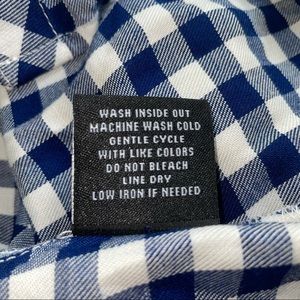 WASH INSIDE OUT
MACHINE WASH COLD
GENTLE CYCLE
WITH LIKE COLORS
DO NOT BLEACH
LINE DRY
LOW IRON IF NEEDED